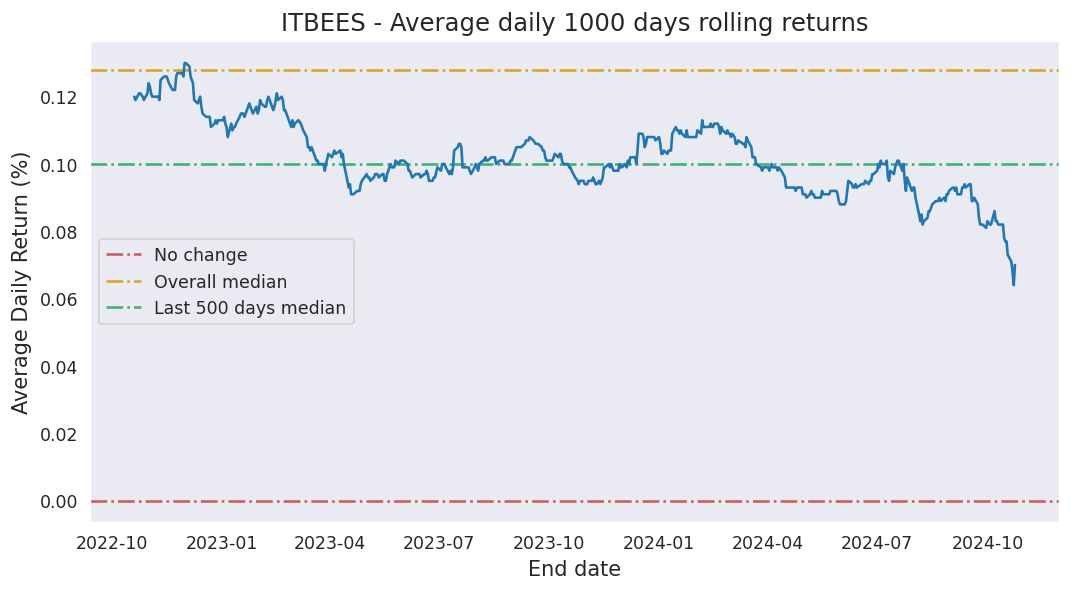 ITBEES - Average daily 1000 days rolling returns
Average Daily Return (%)
0.12
0.10
0.08
0.06
0.04
0.02
0.00
No change
Overall median
Last 500 days median
2022-10 2023-01 2023-04 2023-07 2023-10 2024-01 2024-04 2024-07 2024-10
End date